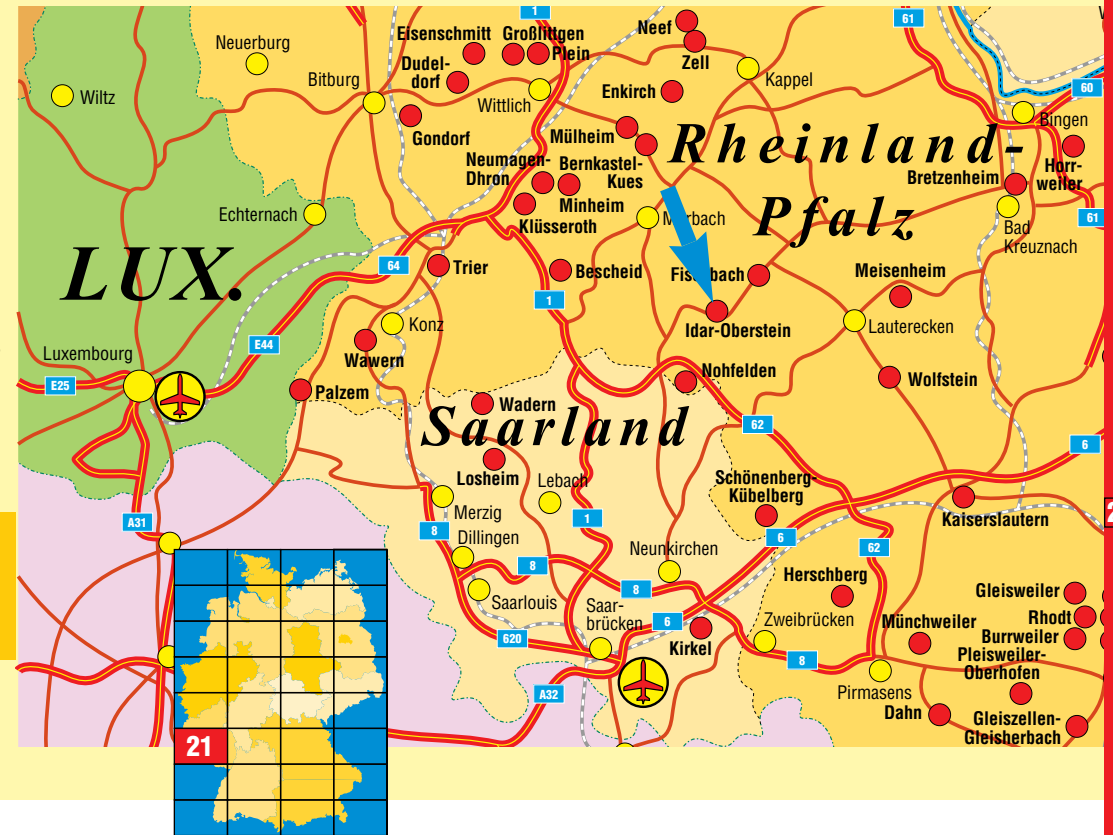 1
61
Neuerburg
Eisenschmitt
Großlittgen
Plein
Neef
Zell
Dudel-
dorf
Bitburg
Wittlich
Enkirch
Kappel
60
Wiltz
Gondorf
Mülheim
Bingen
Rheinland-
Pfalz
Horr-
weiler
Neumagen-
Dhron
Bernkastel-
Kues
Minheim
Klüsseroth
Bretzenheim
Echternach
Bad
Kreuznach
61
LUX.
64
Trier
Bescheid
Meisenheim
1
Idar-Oberstein
Konz
Lauterecken
Luxembourg
E44
Wawern
E25
Palzem
Nohfelden
Wolfstein
Wadern
Saarland
62
6
Losheim
Lebach
Schönenberg-
Kübelberg
Merzig
Kaiserslautern
A31
8
1
Dillingen
6
62
Neunkirchen
8
8
Herschberg
Gleisweiler
Saarlouis
Saar-
brücken
Zweibrücken
Rhodt
Münchweiler
Burrweiler
620
6
Kirkel
Pleisweiler-
Oberhofen
8
Pirmasens
A32
Dahn
Gleiszellen-
Gleisherbach
21